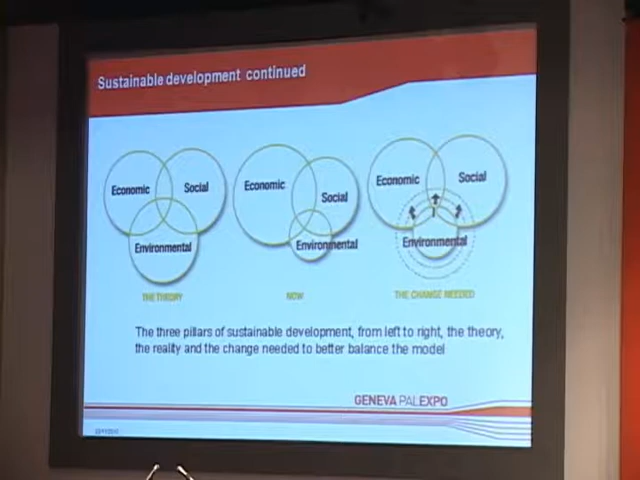 Sustainable development continued
Economic
Social
Environmental
THE THEORY
Economic
Social
Environmental
NOW
Economic
Social
Environmental
THE CHANGE NEEDED
The three pillars of sustainable development, from left to right, the theory,
the reality and the change needed to better balance the model
GENEVA PALEXPO